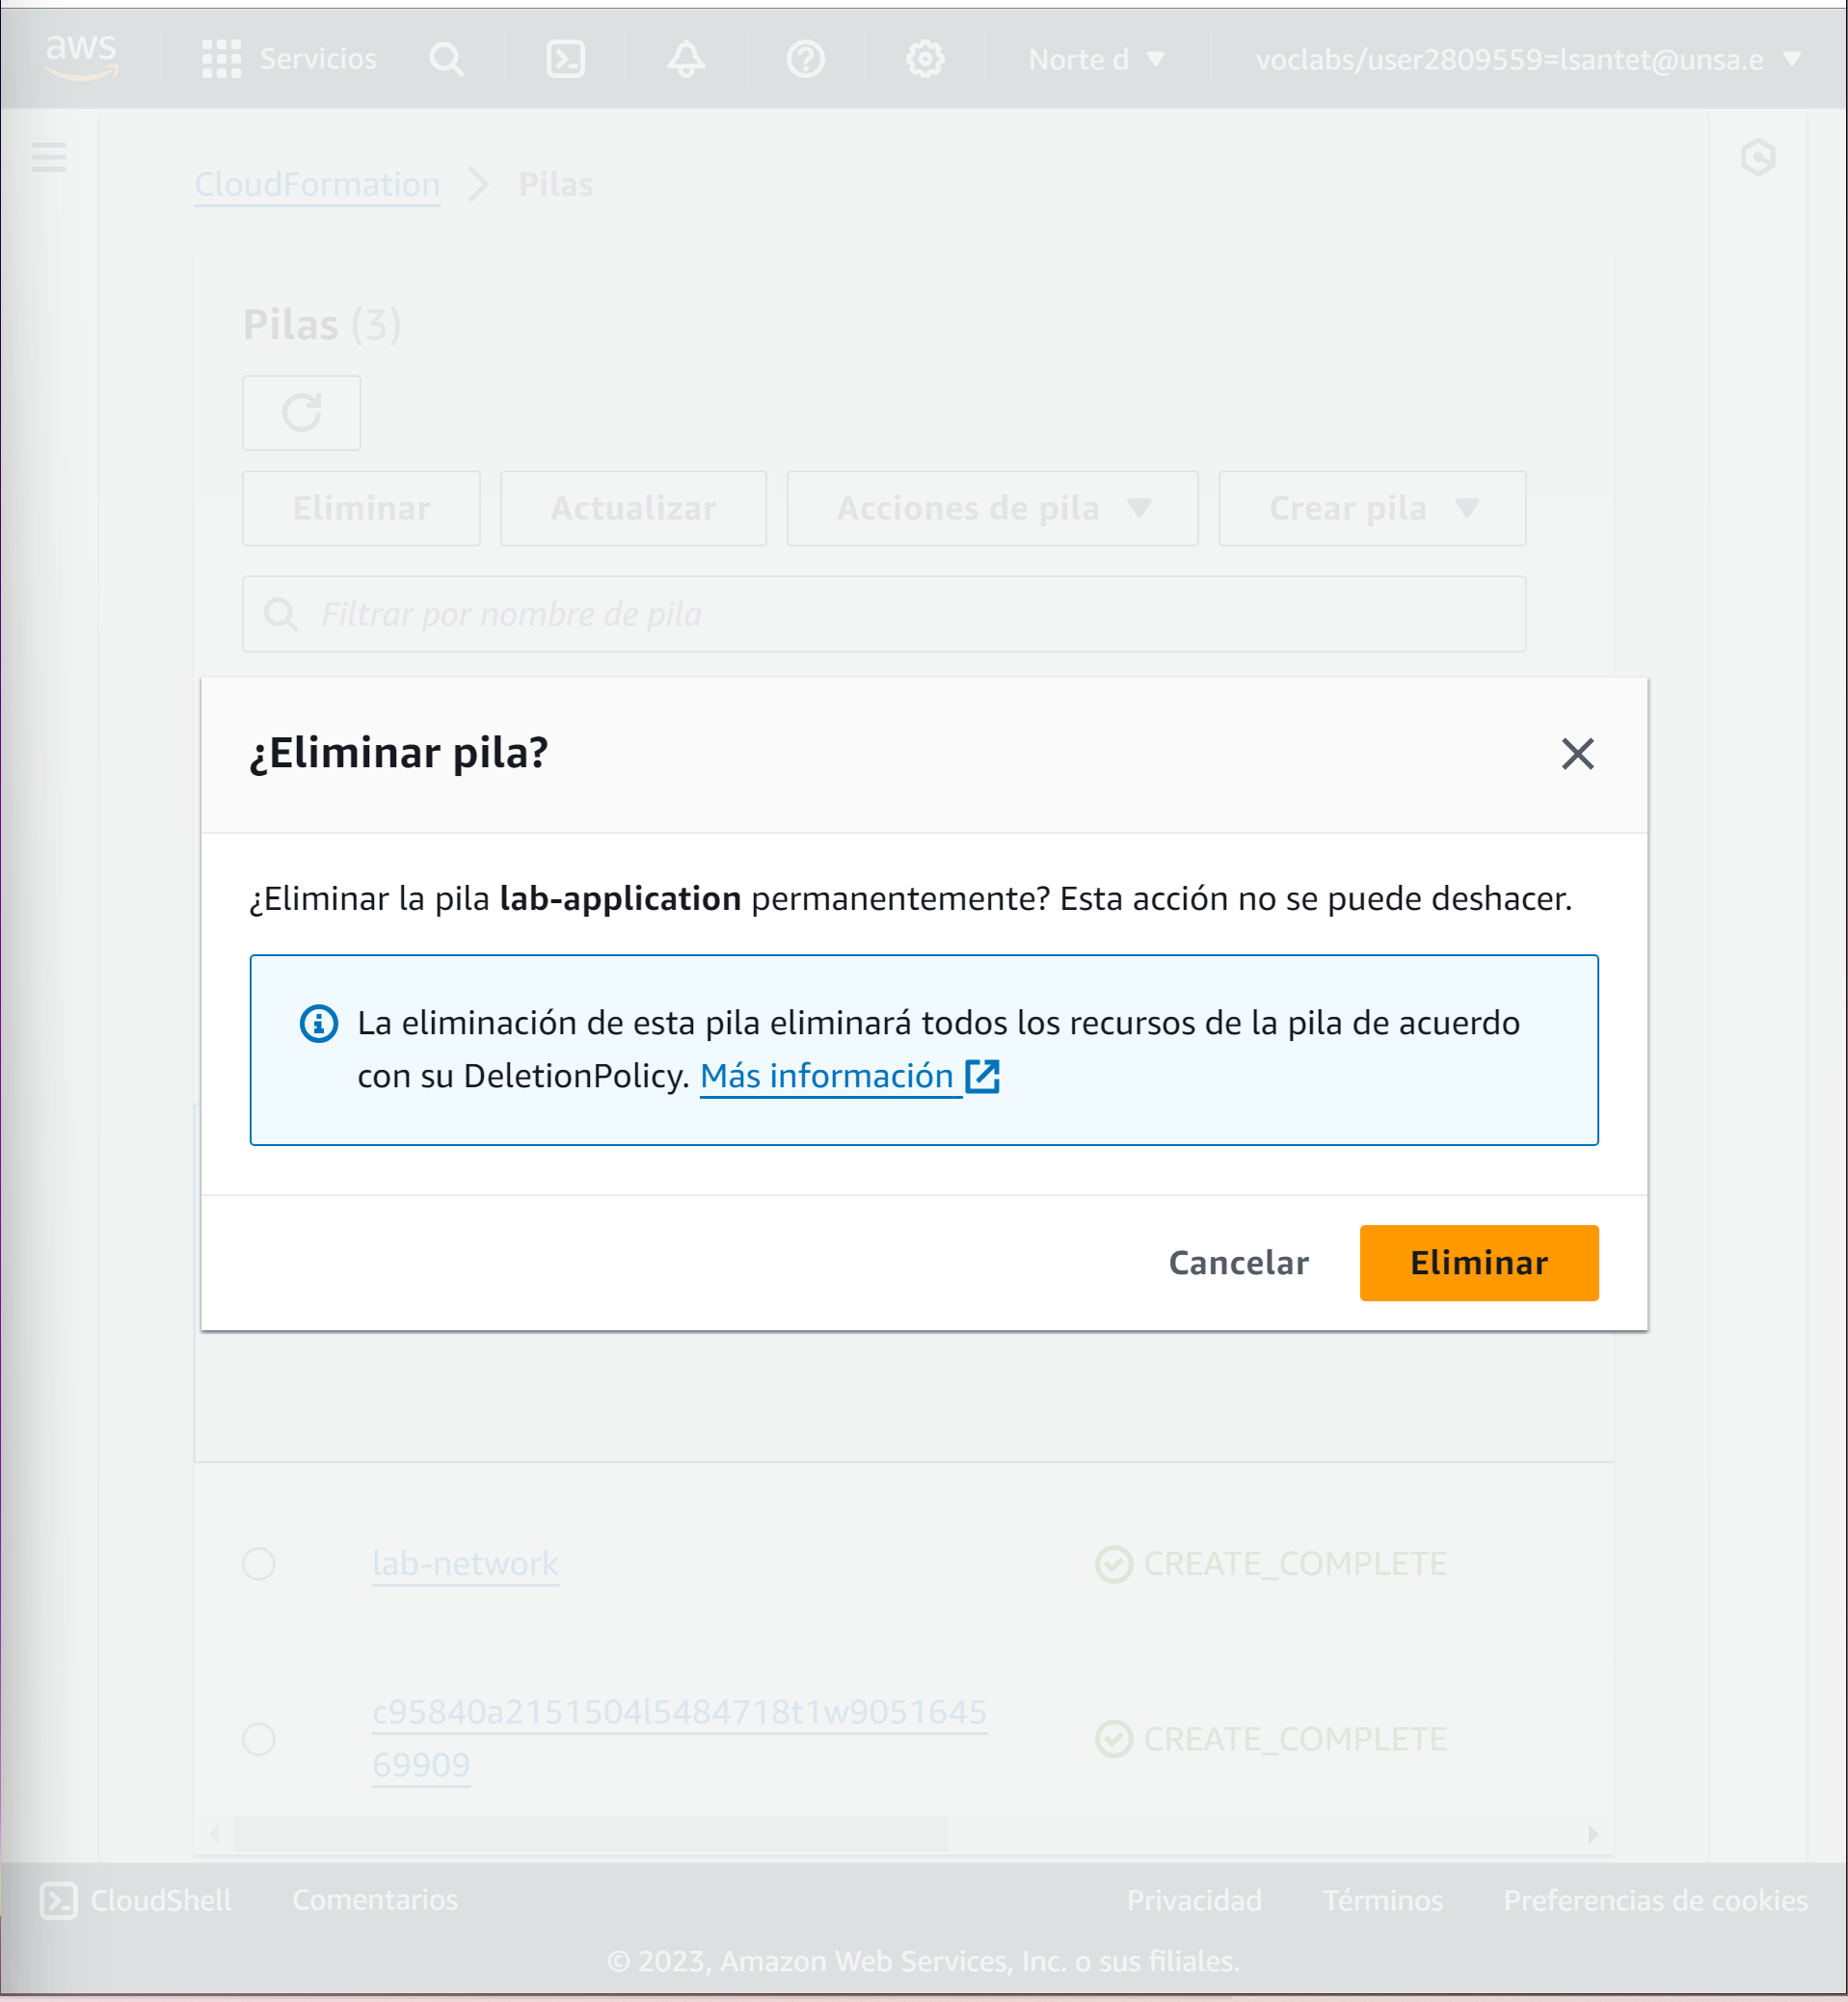 aws Servicios Norte d voclabs/user2809559=lsantet@unsa.e
CloudFormation Pilas
Pilas (3)
Eliminar Actualizar Acciones de pila Crear pila
Filtrar por nombre de pila
¿Eliminar pila?
¿Eliminar la pila lab-application permanentemente? Esta acción no se puede deshacer.
La eliminación de esta pila eliminará todos los recursos de la pila de acuerdo
con su DeletionPolicy. Más información
Cancelar Eliminar
lab-network CREATE_COMPLETE
c95840a2151504l5484718t1w9051645
69909
CREATE_COMPLETE
CloudShell Comentarios Privacidad Términos Preferencias de cookies
© 2023, Amazon Web Services, Inc. o sus filiales.